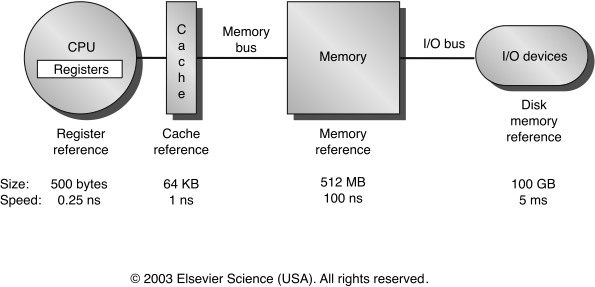 CPU
Registers
Cache
Memory
bus
Memory
I/O bus
I/O devices
Register
reference
Cache
reference
Memory
reference
Disk
memory
reference
Size: 500 bytes 64 KB 512 MB 100 GB
Speed: 0.25 ns 1 ns 100 ns 5 ms
© 2003 Elsevier Science (USA). All rights reserved.